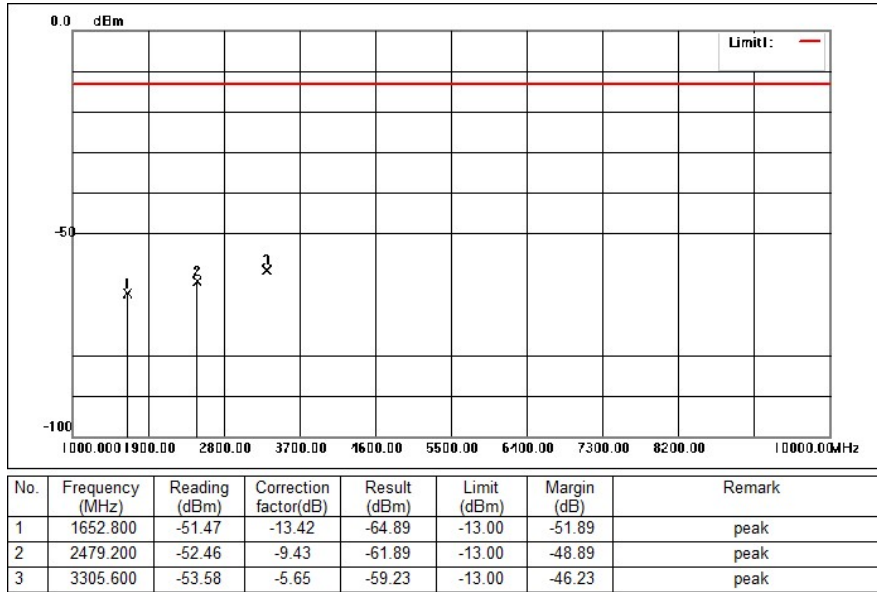 0.0 dBm
Limit1:
-50
1
2
3
-100
1000.000 1900.00 2800.00 3700.00 4600.00 5500.00 6400.00 7300.00 8200.00 10000.00 MHz
No. Frequency (MHz) Reading (dBm) Correction factor(dB) Result (dBm) Limit (dBm) Margin (dB) Remark
1 1652.800 -51.47 -13.42 -64.89 -13.00 -51.89 peak
2 2479.200 -52.46 -9.43 -61.89 -13.00 -48.89 peak
3 3305.600 -53.58 -5.65 -59.23 -13.00 -46.23 peak